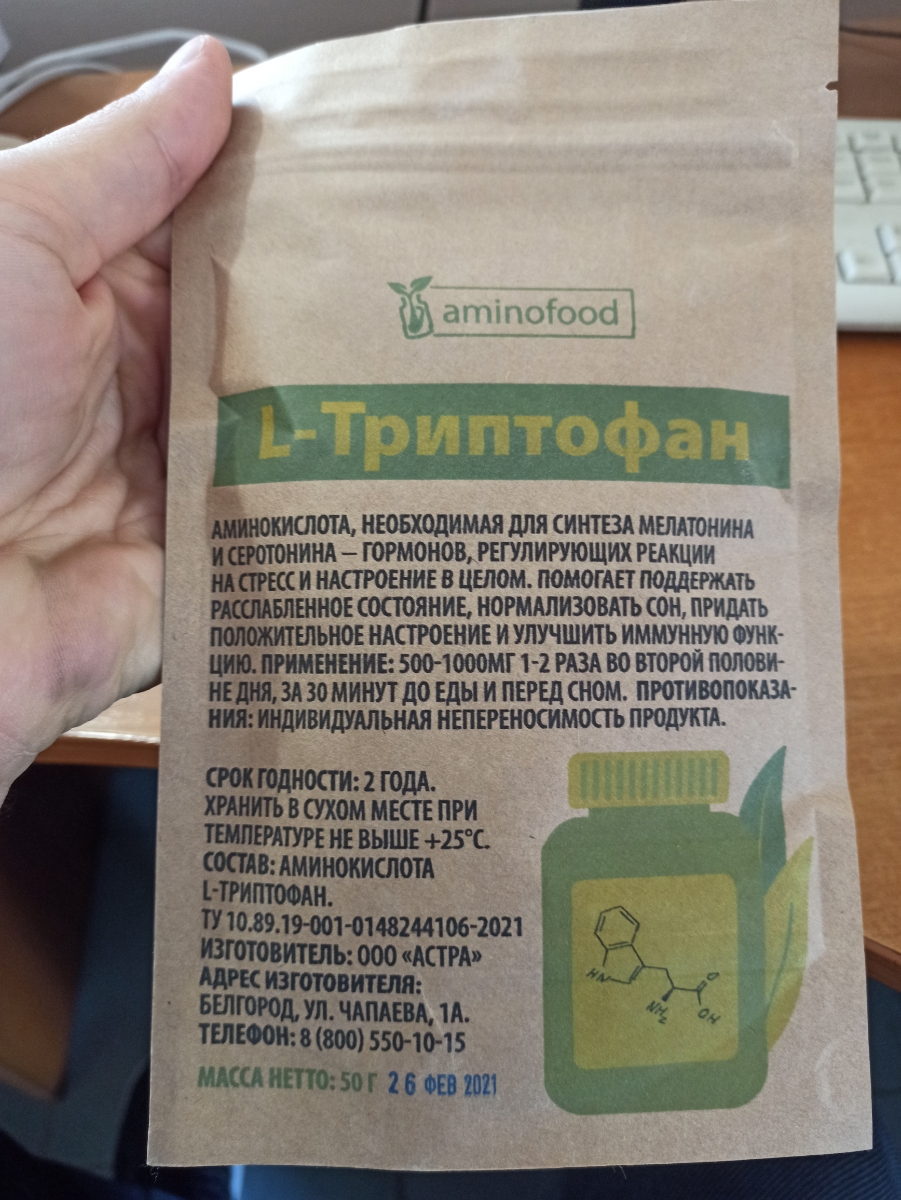 aminofood
L-Триптофан
АМИНОКИСЛОТА, НЕОБХОДИМАЯ ДЛЯ СИНТЕЗА МЕЛАТОНИНА
И СЕРОТОНИНА – ГОРМОНОВ, РЕГУЛИРУЮЩИХ РЕАКЦИИ
НА СТРЕСС И НАСТРОЕНИЕ В ЦЕЛОМ. ПОМОГАЕТ ПОДДЕРЖАТЬ
РАССЛАБЛЕННОЕ СОСТОЯНИЕ, НОРМАЛИЗОВАТЬ СОН, ПРИДАТЬ
ПОЛОЖИТЕЛЬНОЕ НАСТРОЕНИЕ И УЛУЧШИТЬ ИММУННУЮ ФУНК-
ЦИЮ. ПРИМЕНЕНИЕ: 500-1000МГ 1-2 РАЗА ВО ВТОРОЙ ПОЛОВИ-
НЕ ДНЯ, ЗА 30 МИНУТ ДО ЕДЫ И ПЕРЕД СНОМ. ПРОТИВОПОКАЗА-
НИЯ: ИНДИВИДУАЛЬНАЯ НЕПЕРЕНОСИМОСТЬ ПРОДУКТА.
СРОК ГОДНОСТИ: 2 ГОДА.
ХРАНИТЬ В СУХОМ МЕСТЕ ПРИ
ТЕМПЕРАТУРЕ НЕ ВЫШЕ +25°С.
СОСТАВ: АМИНОКИСЛОТА
L-ТРИПТОФАН.
ТУ 10.89.19-001-0148244106-2021
ИЗГОТОВИТЕЛЬ: ООО «АСТРА»
АДРЕС ИЗГОТОВИТЕЛЯ:
БЕЛГОРОД, УЛ. ЧАПАЕВА, 1А.
ТЕЛЕФОН: 8 (800) 550-10-15
МАССА НЕТТО: 50 Г 26 ФЕВ 2021
HN
O
NH2
OH